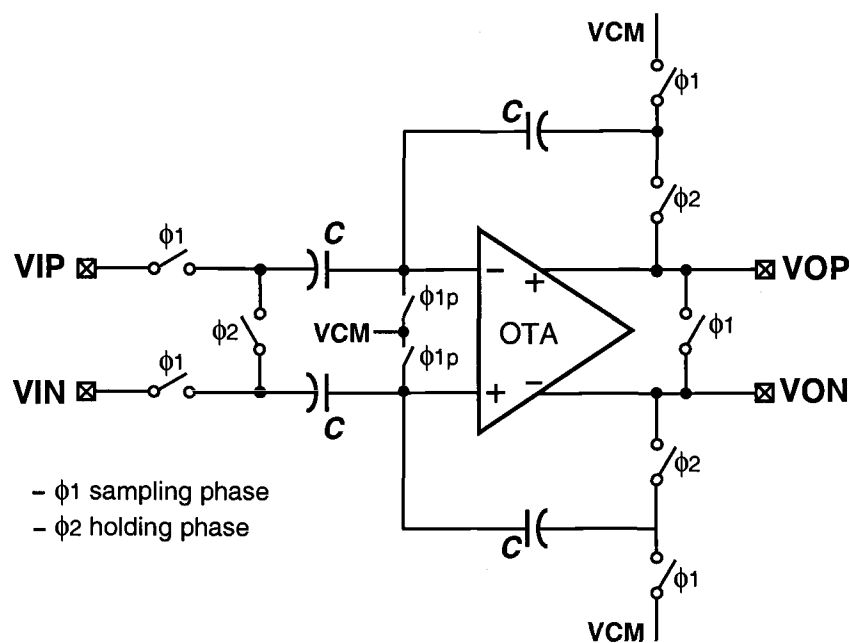 VCM
ϕ1
C
ϕ2
ϕ1
C
VIP
− +
VOP
ϕ1p
ϕ2
VCM
OTA
ϕ1
ϕ1p
ϕ1
VIN
+ −
VON
C
ϕ2
– ϕ1 sampling phase
– ϕ2 holding phase
C
ϕ1
VCM